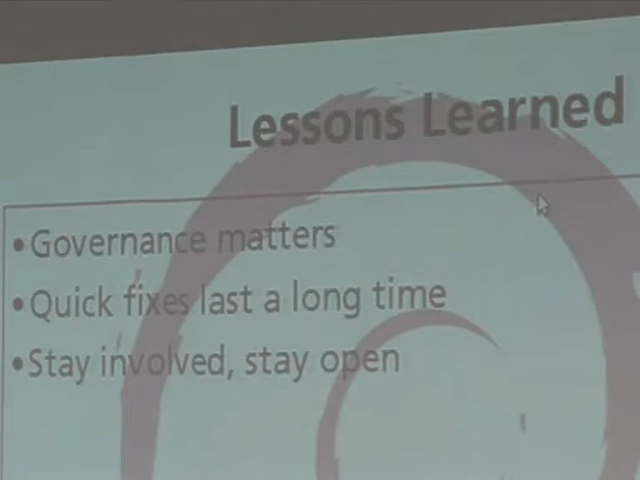 Lessons Learned
•Governance matters
•Quick fixes last a long time
•Stay involved, stay open